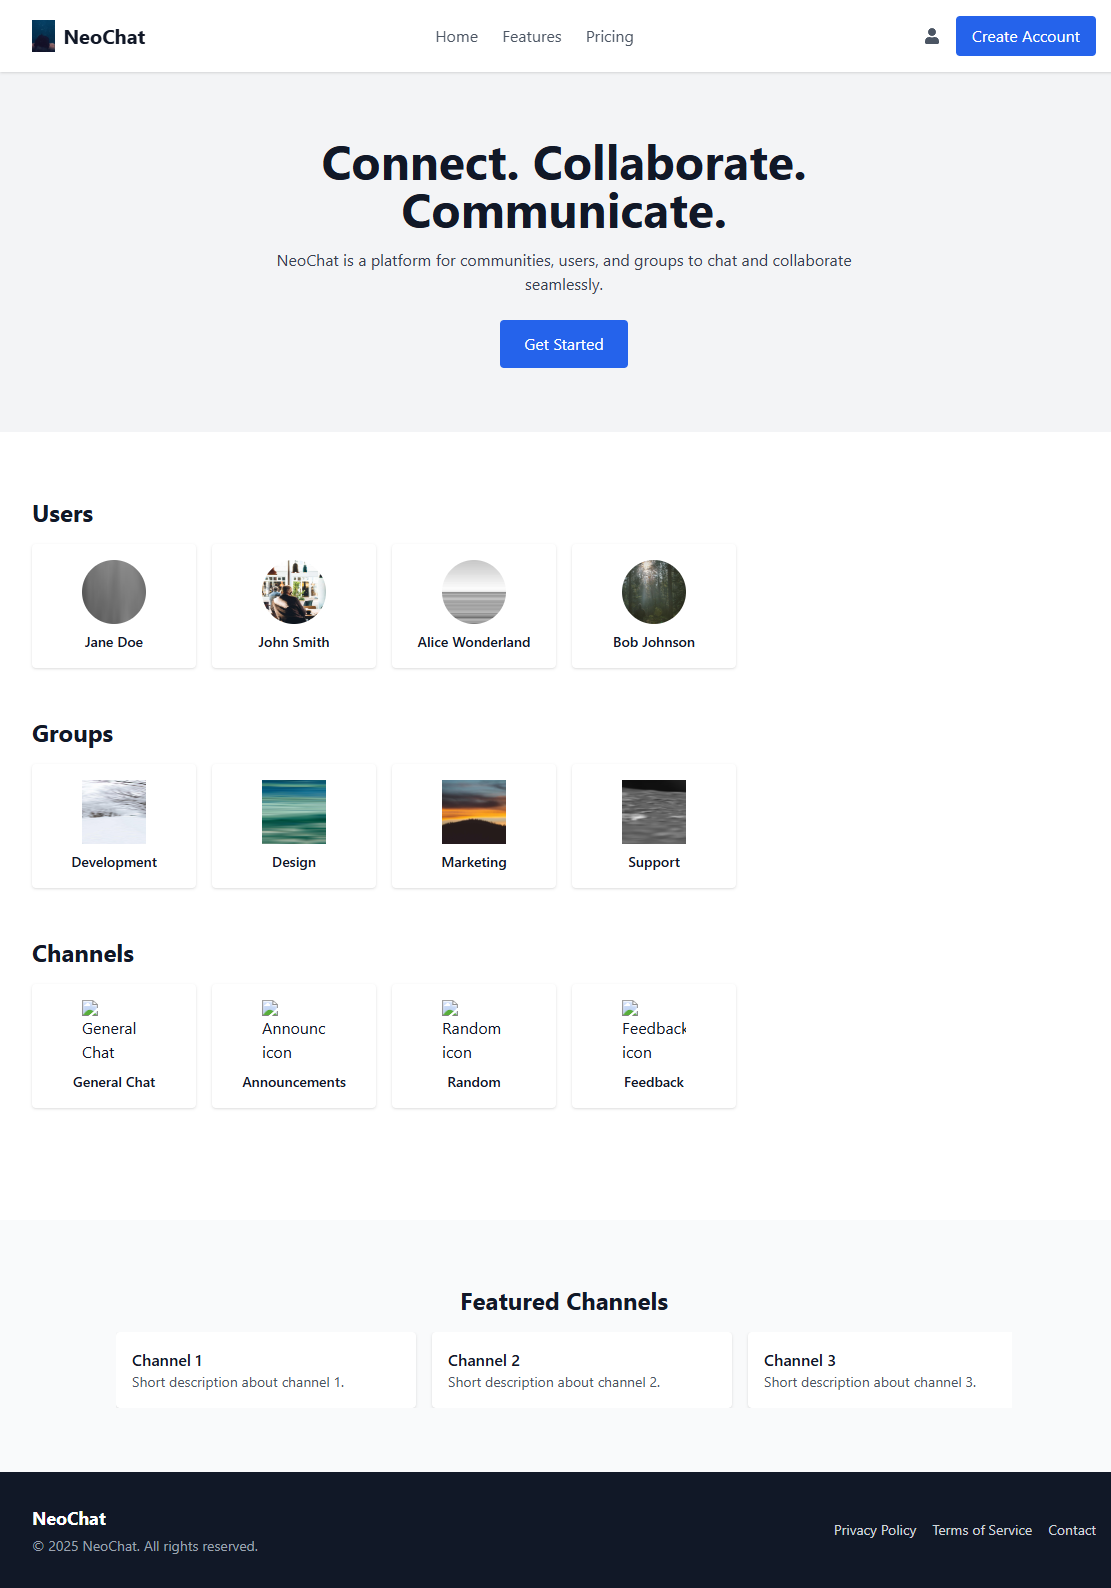 NeoChat
Home Features Pricing
Create Account
Connect. Collaborate.
Communicate.
NeoChat is a platform for communities, users, and groups to chat and collaborate
seamlessly.
Get Started
Users
Jane Doe
John Smith
Alice Wonderland
Bob Johnson
Groups
Development
Design
Marketing
Support
Channels
General
Chat
General Chat
Announc
icon
Announcements
Random
icon
Random
Feedback
icon
Feedback
Featured Channels
Channel 1
Short description about channel 1.
Channel 2
Short description about channel 2.
Channel 3
Short description about channel 3.
NeoChat
© 2025 NeoChat. All rights reserved.
Privacy Policy Terms of Service Contact